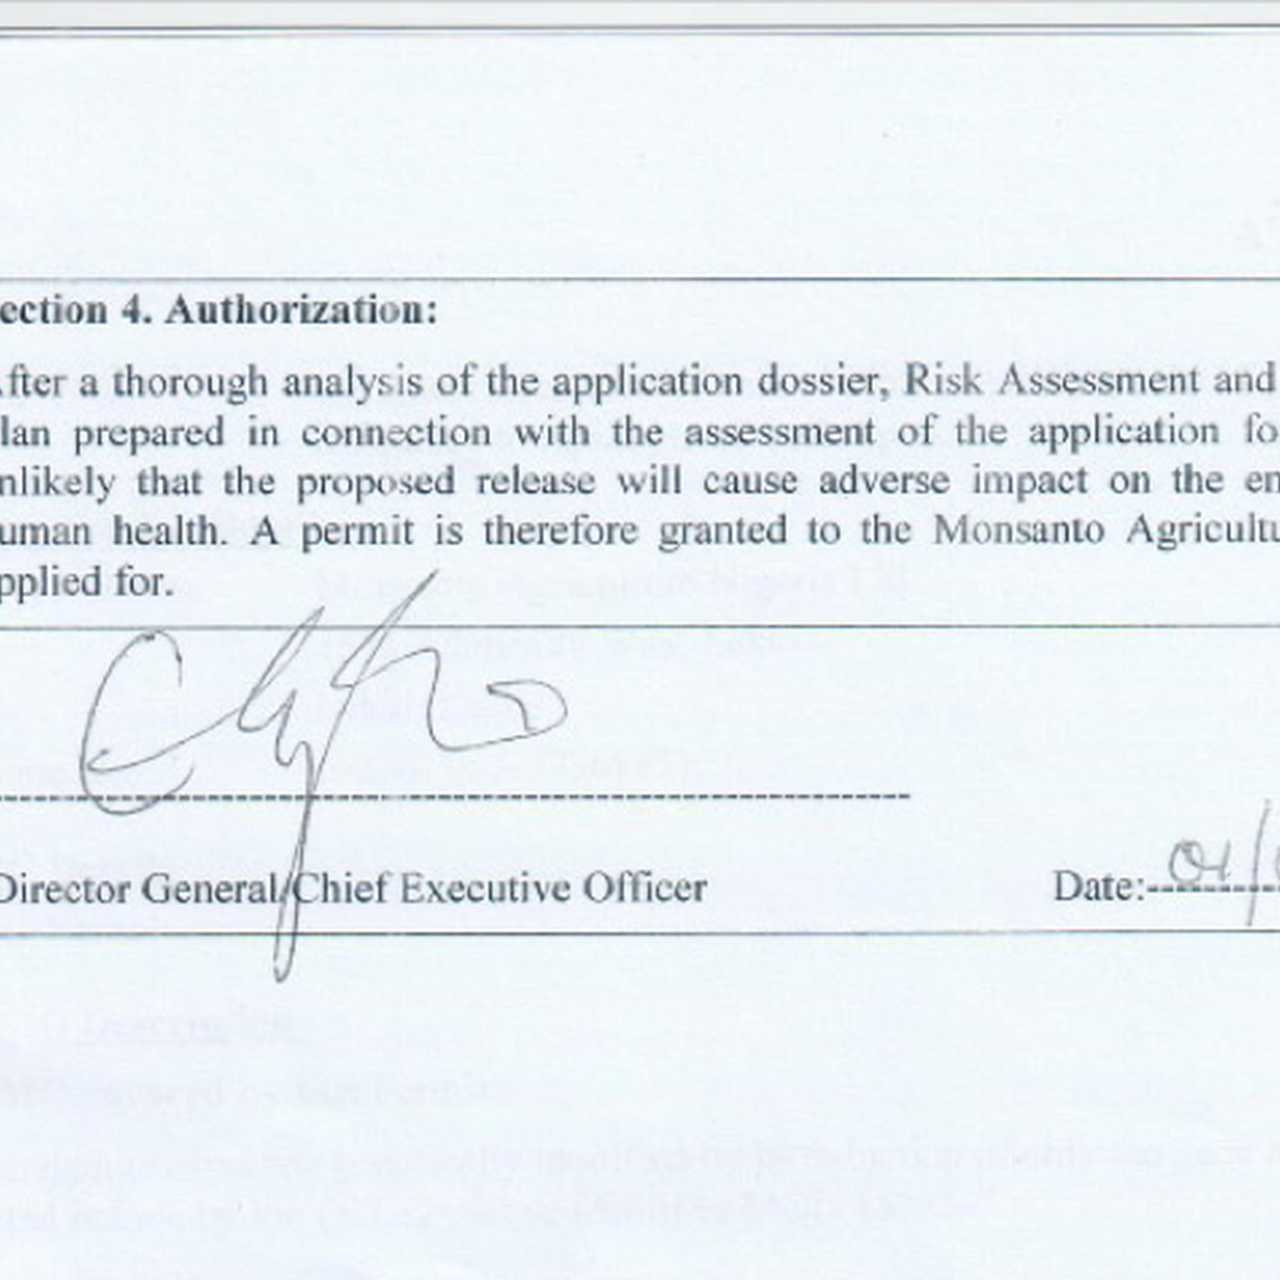 ection 4. Authorization:
fter a thorough analysis of the application dossier, Risk Assessment and
lan prepared in connection with the assessment of the application fo
nlikely that the proposed release will cause adverse impact on the en
uman health. A permit is therefore granted to the Monsanto Agricultu
pplied for.
Director General/Chief Executive Officer
Date: 01/